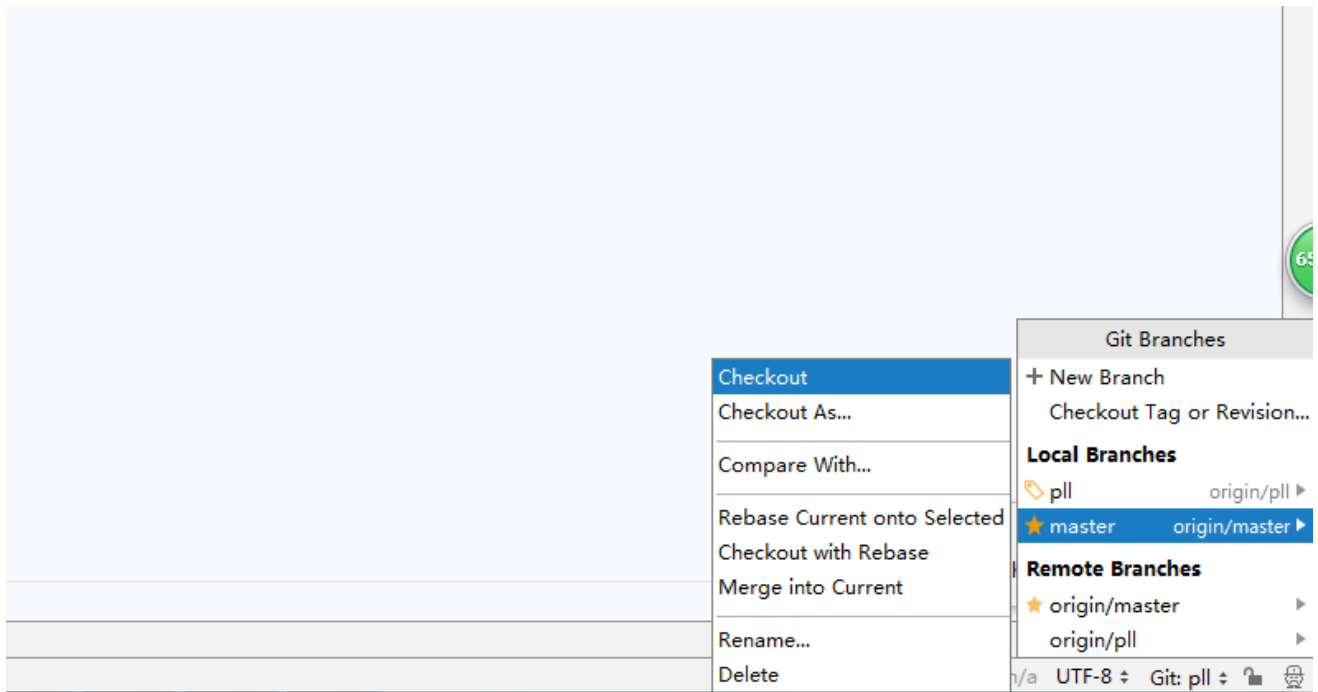 65
Git Branches
New Branch
Checkout Tag or Revision...
Local Branches
pll origin/pll
master origin/master
Remote Branches
origin/master
origin/pll
Checkout
Checkout As...
Compare With...
Rebase Current onto Selected
Checkout with Rebase
Merge into Current
Rename...
Delete
n/a UTF-8 Git: pll